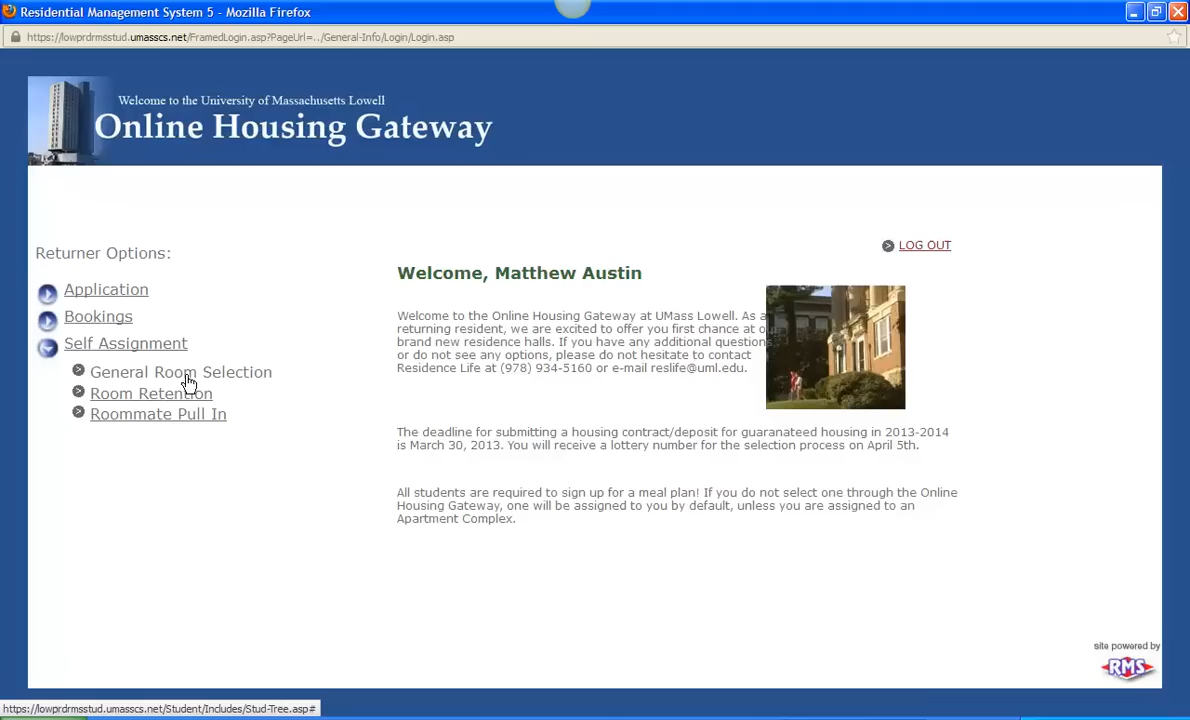 Residential Management System 5 - Mozilla Firefox
https://lowprdrmsstud.umasscs.net/FramedLogin.asp?PageUrl=../General-Info/Login/Login.asp
Welcome to the University of Massachusetts Lowell
Online Housing Gateway
Returner Options:
Application
Bookings
Self Assignment
General Room Selection
Room Retention
Roommate Pull In
LOG OUT
Welcome, Matthew Austin
Welcome to the Online Housing Gateway at UMass Lowell. As a
returning resident, we are excited to offer you first chance at our
brand new residence halls. If you have any additional questions,
or do not see any options, please do not hesitate to contact
Residence Life at (978) 934-5160 or e-mail reslife@uml.edu.
The deadline for submitting a housing contract/deposit for guaranateed housing in 2013-2014
is March 30, 2013. You will receive a lottery number for the selection process on April 5th.
All students are required to sign up for a meal plan! If you do not select one through the Online
Housing Gateway, one will be assigned to you by default, unless you are assigned to an
Apartment Complex.
site powered by
RMS
https://lowprdrmsstud.umasscs.net/Student/Includes/Stud-Tree.asp#